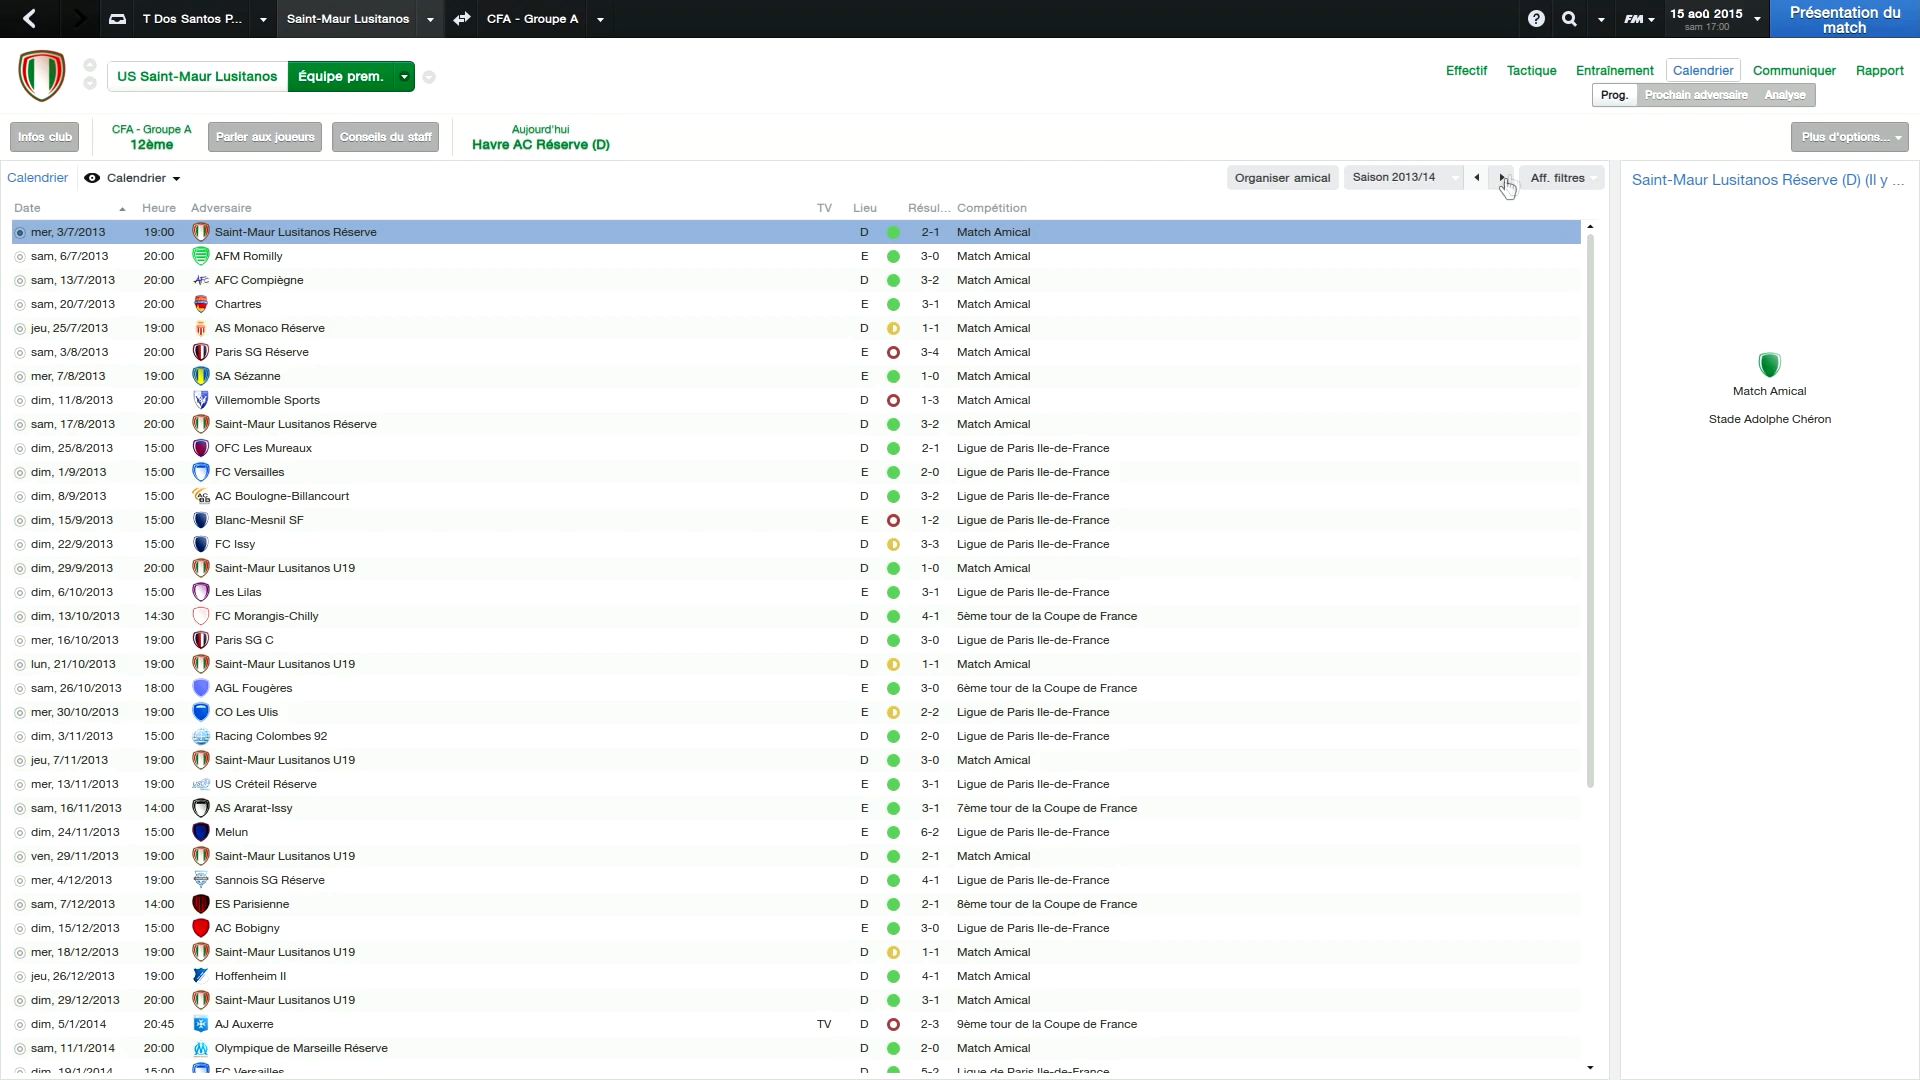 T Dos Santos P... Saint-Maur Lusitanos CFA - Groupe A FM 15 aoû 2015 sam 17:00 Présentation du match
US Saint-Maur Lusitanos Équipe prem. Effectif Tactique Entraînement Calendrier Communiquer Rapport
Prog. Prochain adversaire Analyse
Infos club CFA - Groupe A 12ème Parler aux joueurs Conseils du staff Aujourd'hui Havre AC Réserve (D) Plus d'options...
Calendrier Calendrier Organiser amical Saison 2013/14 Aff. filtres
Date Heure Adversaire TV Lieu Résul... Compétition
mer, 3/7/2013 19:00 Saint-Maur Lusitanos Réserve D 2-1 Match Amical
sam, 6/7/2013 20:00 AFM Romilly E 3-0 Match Amical
sam, 13/7/2013 20:00 AFC Compiègne D 3-2 Match Amical
sam, 20/7/2013 20:00 Chartres E 3-1 Match Amical
jeu, 25/7/2013 19:00 AS Monaco Réserve D 1-1 Match Amical
sam, 3/8/2013 20:00 Paris SG Réserve E 3-4 Match Amical
mer, 7/8/2013 19:00 SA Sézanne E 1-0 Match Amical
dim, 11/8/2013 20:00 Villemomble Sports D 1-3 Match Amical
sam, 17/8/2013 20:00 Saint-Maur Lusitanos Réserve D 3-2 Match Amical
dim, 25/8/2013 15:00 OFC Les Mureaux D 2-1 Ligue de Paris Ile-de-France
dim, 1/9/2013 15:00 FC Versailles E 2-0 Ligue de Paris Ile-de-France
dim, 8/9/2013 15:00 AC Boulogne-Billancourt D 3-2 Ligue de Paris Ile-de-France
dim, 15/9/2013 15:00 Blanc-Mesnil SF E 1-2 Ligue de Paris Ile-de-France
dim, 22/9/2013 15:00 FC Issy D 3-3 Ligue de Paris Ile-de-France
dim, 29/9/2013 20:00 Saint-Maur Lusitanos U19 D 1-0 Match Amical
dim, 6/10/2013 15:00 Les Lilas E 3-1 Ligue de Paris Ile-de-France
dim, 13/10/2013 14:30 FC Morangis-Chilly D 4-1 5ème tour de la Coupe de France
mer, 16/10/2013 19:00 Paris SG C D 3-0 Ligue de Paris Ile-de-France
lun, 21/10/2013 19:00 Saint-Maur Lusitanos U19 D 1-1 Match Amical
sam, 26/10/2013 18:00 AGL Fougères E 3-0 6ème tour de la Coupe de France
mer, 30/10/2013 19:00 CO Les Ulis E 2-2 Ligue de Paris Ile-de-France
dim, 3/11/2013 15:00 Racing Colombes 92 D 2-0 Ligue de Paris Ile-de-France
jeu, 7/11/2013 19:00 Saint-Maur Lusitanos U19 D 3-0 Match Amical
mer, 13/11/2013 19:00 US Créteil Réserve E 3-1 Ligue de Paris Ile-de-France
sam, 16/11/2013 14:00 AS Ararat-Issy E 3-1 7ème tour de la Coupe de France
dim, 24/11/2013 15:00 Melun E 6-2 Ligue de Paris Ile-de-France
ven, 29/11/2013 19:00 Saint-Maur Lusitanos U19 D 2-1 Match Amical
mer, 4/12/2013 19:00 Sannois SG Réserve D 4-1 Ligue de Paris Ile-de-France
sam, 7/12/2013 14:00 ES Parisienne D 2-1 8ème tour de la Coupe de France
dim, 15/12/2013 15:00 AC Bobigny E 3-0 Ligue de Paris Ile-de-France
mer, 18/12/2013 19:00 Saint-Maur Lusitanos U19 D 1-1 Match Amical
jeu, 26/12/2013 19:00 Hoffenheim II D 4-1 Match Amical
dim, 29/12/2013 20:00 Saint-Maur Lusitanos U19 D 3-1 Match Amical
dim, 5/1/2014 20:45 AJ Auxerre TV D 2-3 9ème tour de la Coupe de France
sam, 11/1/2014 20:00 Olympique de Marseille Réserve D 2-0 Match Amical
dim, 19/1/2014 15:00 FC Versailles D 5-2 Ligue de Paris Ile-de-France
Saint-Maur Lusitanos Réserve (D) (Il y ...
Match Amical
Stade Adolphe Chéron